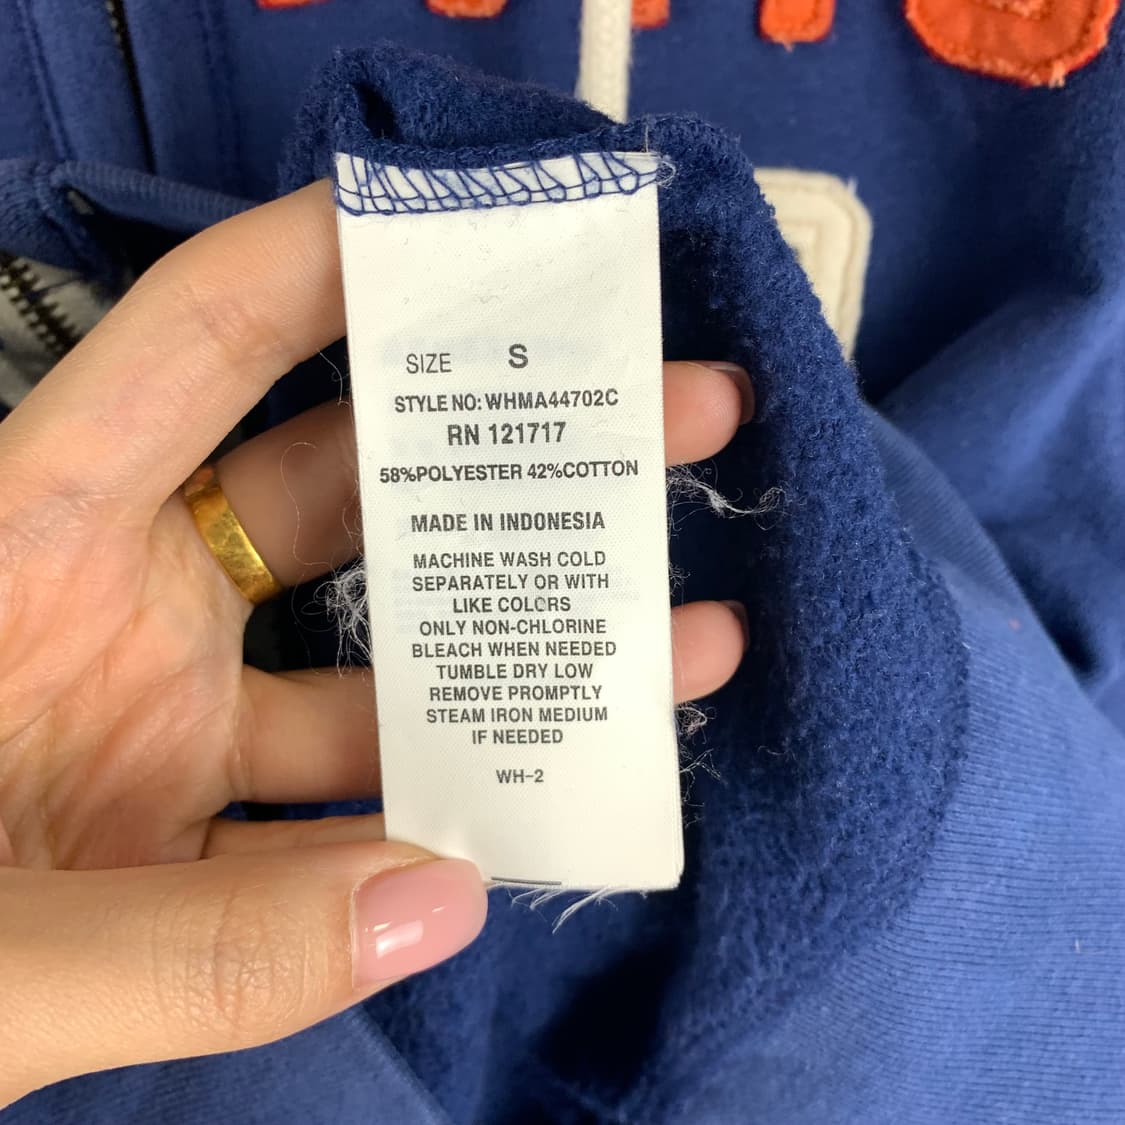 SIZE S
STYLE NO: WHMA44702C
RN 121717
58%POLYESTER 42%COTTON
MADE IN INDONESIA
MACHINE WASH COLD
SEPARATELY OR WITH
LIKE COLORS
ONLY NON-CHLORINE
BLEACH WHEN NEEDED
TUMBLE DRY LOW
REMOVE PROMPTLY
STEAM IRON MEDIUM
IF NEEDED
WH-2